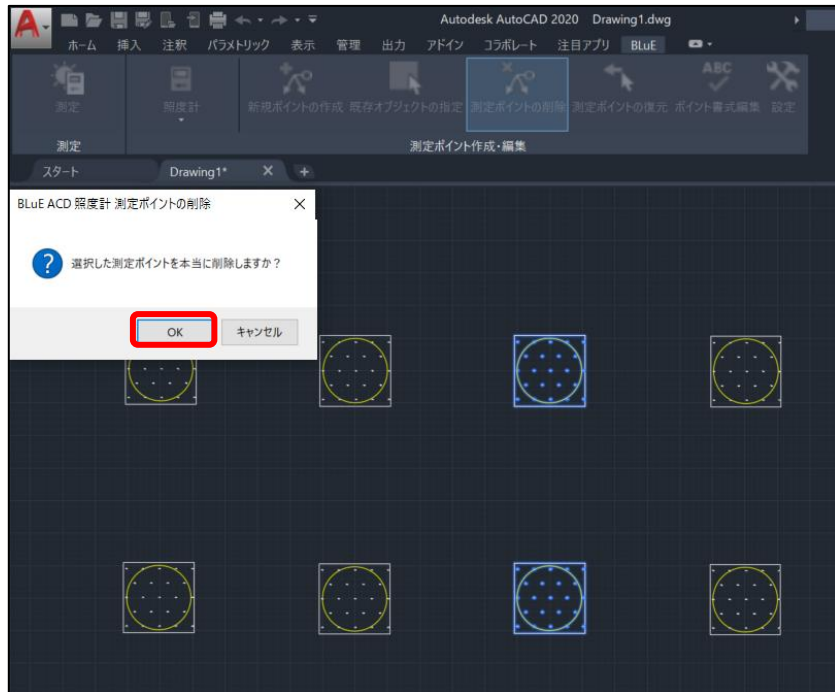 Autodesk AutoCAD 2020 Drawing1.dwg
ホーム 挿入 注釈 パラメトリック 表示 管理 出力 アドイン コラボレート 注目アプリ BLuE
ABC
測定 照度計 新規ポイントの作成 既存オブジェクトの指定 測定ポイントの削除 測定ポイントの復元 ポイント書式編集 設定
測定 測定ポイント作成・編集
スタート Drawing1* X +
BLuE ACD 照度計 測定ポイントの削除
? 選択した測定ポイントを本当に削除しますか?
OK キャンセル